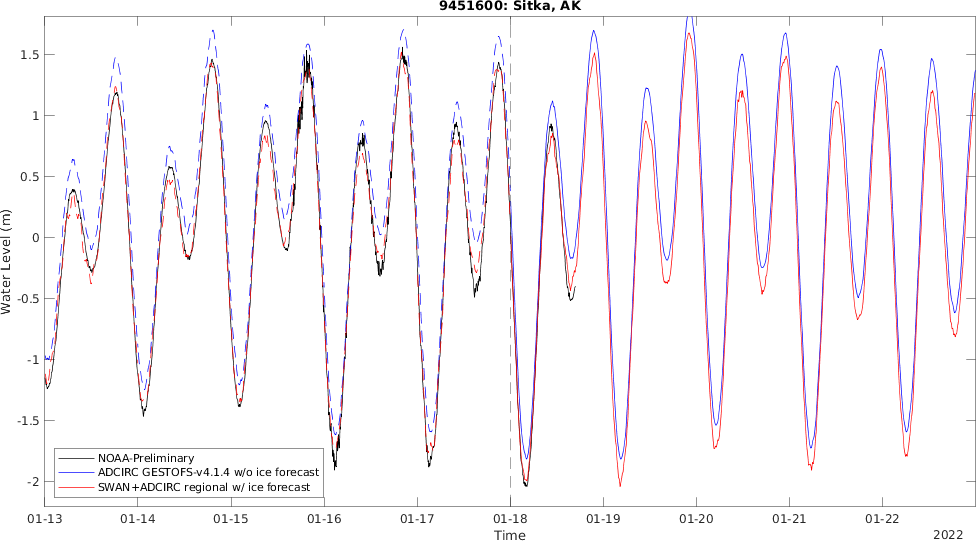 9451600: Sitka, AK
Water Level (m)
1.5
1
0.5
0
-0.5
-1
-1.5
-2
NOAA-Preliminary
ADCIRC GESTOFS-v4.1.4 w/o ice forecast
SWAN+ADCIRC regional w/ ice forecast
01-13 01-14 01-15 01-16 01-17 01-18 01-19 01-20 01-21 01-22
Time
2022